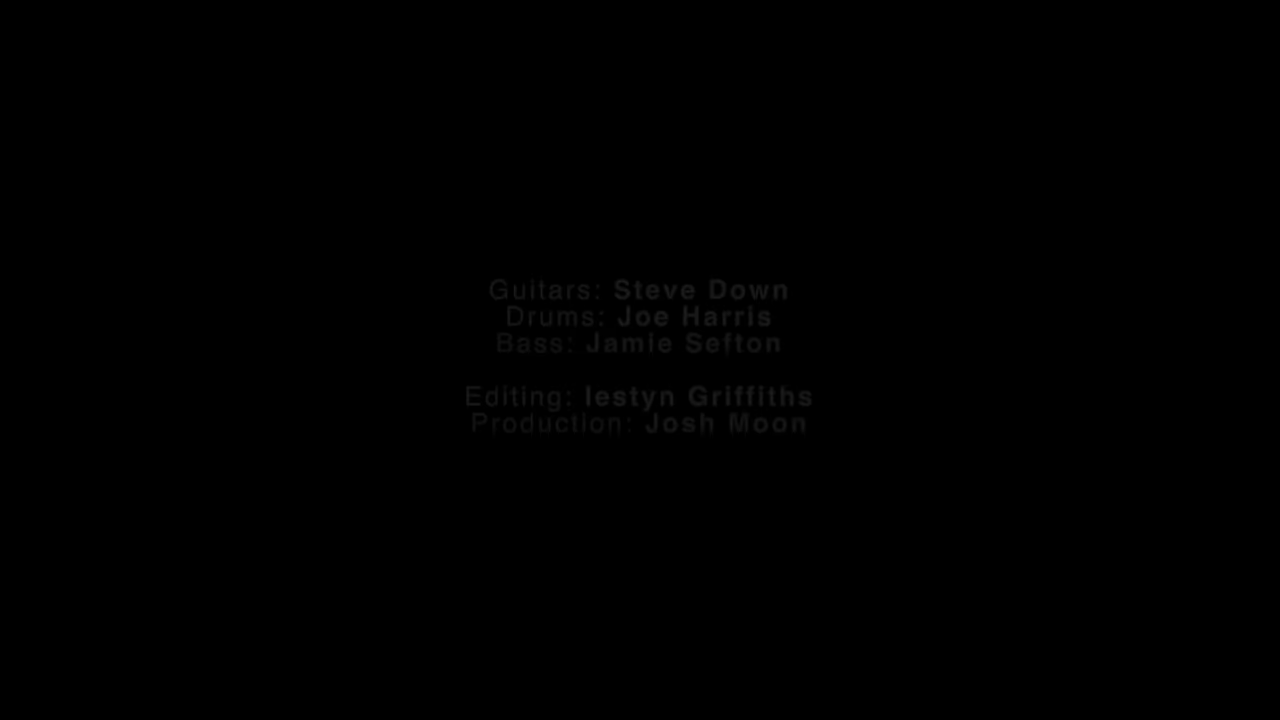 Guitars: Steve Down
Drums: Joe Harris
Bass: Jamie Sefton
Editing: Iestyn Griffiths
Production: Josh Moon